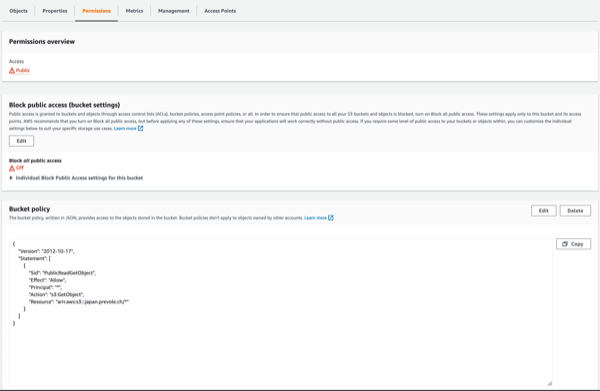 Objects Properties Permissions Metrics Management Access Points
Permissions overview
Access
Public
Block public access (bucket settings)
Public access is granted to buckets and objects through access control lists (ACLs), bucket policies, access point policies, or all. In order to ensure that public access to all your S3 buckets and objects is blocked, turn on Block all public access. These settings apply only to this bucket and its access
points. AWS recommends that you turn on Block all public access, but before applying any of these settings, ensure that your applications will work correctly without public access. If you require some level of public access to your buckets or objects within, you can customize the individual
settings below to suit your specific storage use cases. Learn more
Edit
Block all public access
Off
Individual Block Public Access settings for this bucket
Bucket policy
The bucket policy, written in JSON, provides access to the objects stored in the bucket. Bucket policies don't apply to objects owned by other accounts. Learn more
Edit Delete
Copy
{
"Version": "2012-10-17",
"Statement": [
{
"Sid": "PublicReadGetObject",
"Effect": "Allow",
"Principal": "*",
"Action": "s3:GetObject",
"Resource": "arn:aws:s3:::japan.prevole.ch/*"
}
]
}